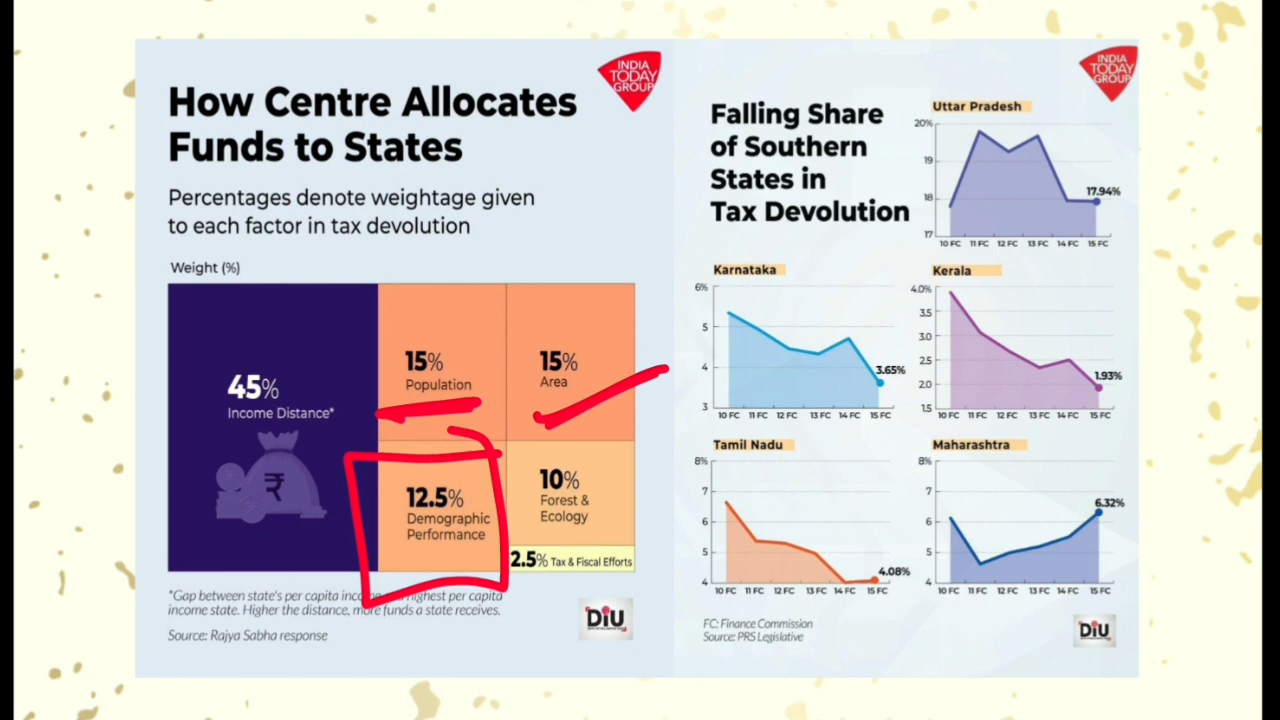 How Centre Allocates
Funds to States
INDIA
TODAY
GROUP
Percentages denote weightage given
to each factor in tax devolution
Weight (%)
45%
Income Distance*
15%
Population
15%
Area
12.5%
Demographic
Performance
10%
Forest &
Ecology
2.5% Tax & Fiscal Efforts
*Gap between state's per capita income and highest per capita
income state. Higher the distance, more funds a state receives.
Source: Rajya Sabha response
DiU
Falling Share
of Southern
States in
Tax Devolution
INDIA
TODAY
GROUP
Uttar Pradesh
20%
19
18
17
17.94%
10 FC 11 FC 12 FC 13 FC 14 FC 15 FC
Karnataka
6%
5
4
3
3.65%
10 FC 11 FC 12 FC 13 FC 14 FC 15 FC
Kerala
4.0%
3.5
3.0
2.5
2.0
1.5
1.93%
10 FC 11 FC 12 FC 13 FC 14 FC 15 FC
Tamil Nadu
8%
7
6
5
4
4.08%
10 FC 11 FC 12 FC 13 FC 14 FC 15 FC
Maharashtra
8%
7
6
5
4
6.32%
10 FC 11 FC 12 FC 13 FC 14 FC 15 FC
FC: Finance Commission
Source: PRS Legislative
DiU